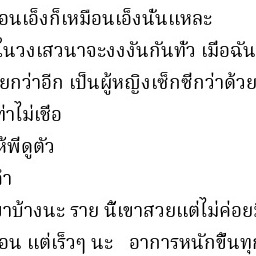 อนเอ็งก็เหมือนเอ็งนั่นแหละ
ในวงเสวนาจะงงงันกันทั่ว เมื่อฉัน
ยกว่าอีก เป็นผู้หญิงเซ็กซี่กว่าด้วย
ท่าไม่เชื่อ
ห้พี่ดูตัว
าบ้างนะ ราย นี้เขาสวยแต่ไม่ค่อย
อน แต่เร็วๆ นะ อาการหนักขึ้นทุก